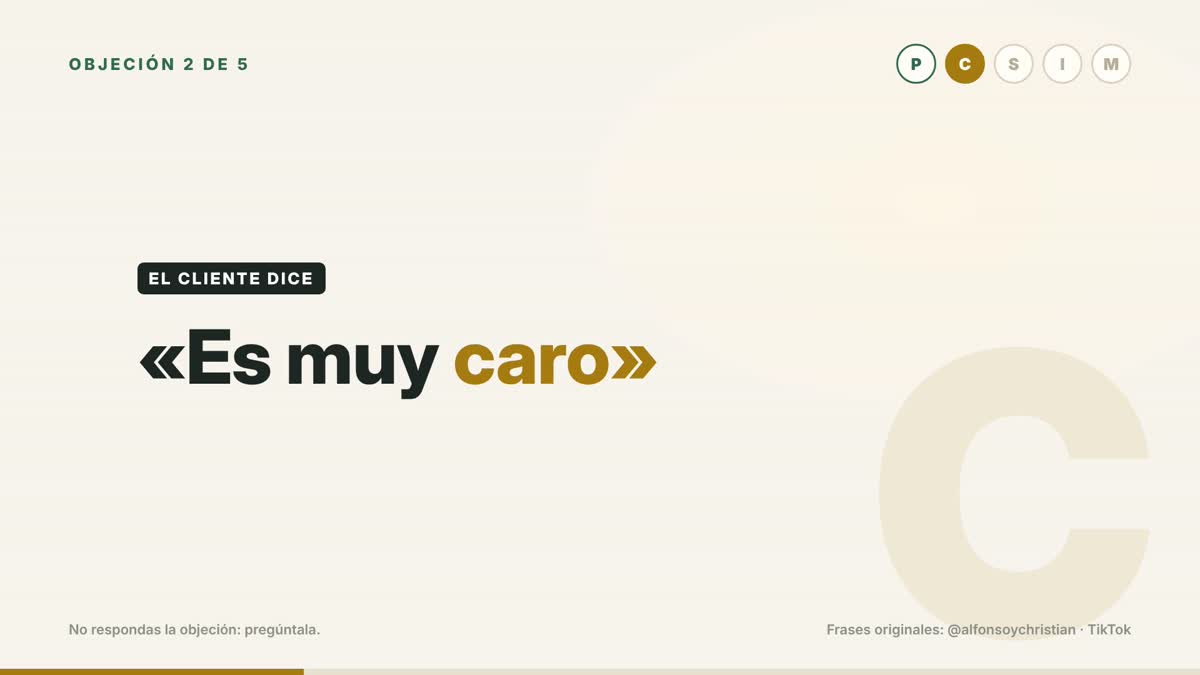 OBJECIÓN 2 DE 5
P C S I M
EL CLIENTE DICE
«Es muy caro»
C
No respondas la objeción: pregúntala.
Frases originales: @alfonsoychristian · TikTok